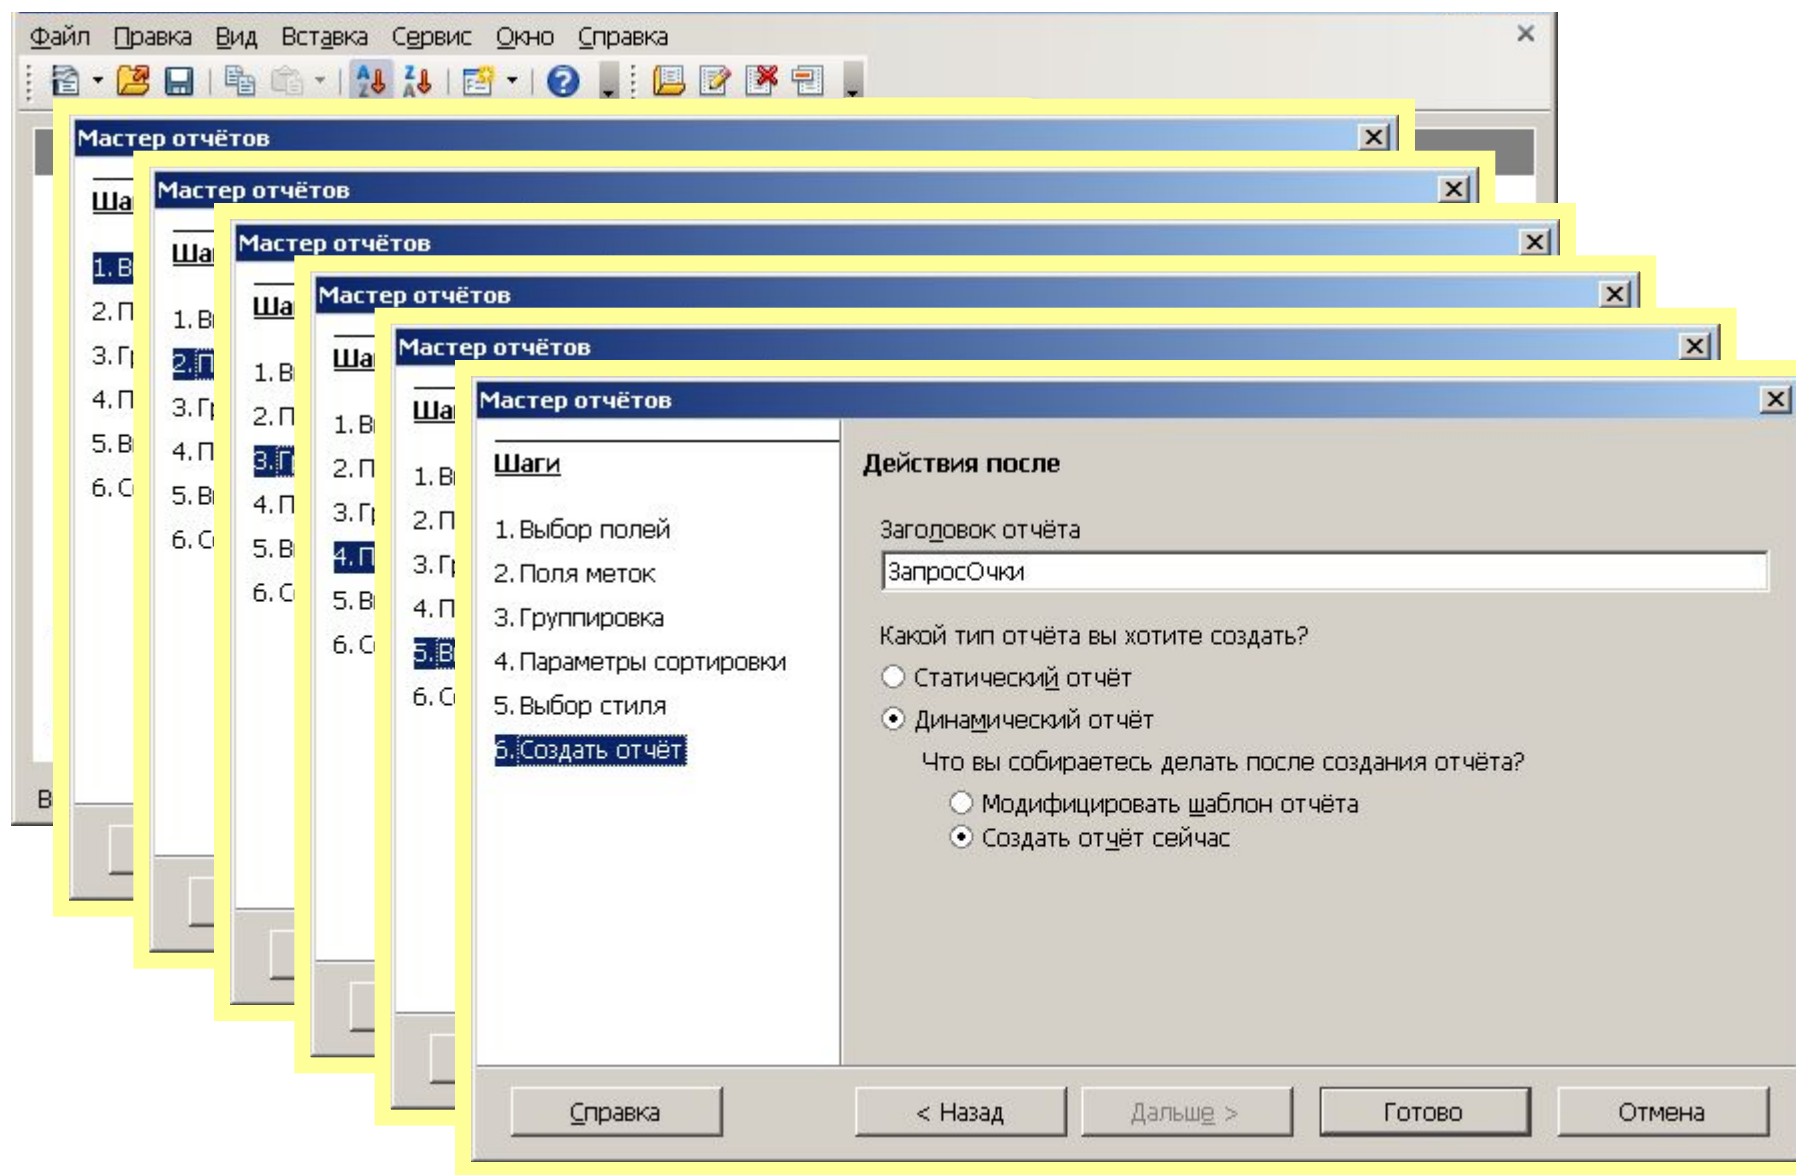 Файл Правка Вид Вставка Сервис Окно Справка
Мастер отчётов
Мастер отчётов
Мастер отчётов
Мастер отчётов
Мастер отчётов
Мастер отчётов
Шаги
1. Выбор полей
2. Поля меток
3. Группировка
4. Параметры сортировки
5. Выбор стиля
6. Создать отчёт
Действия после
Заголовок отчёта
ЗапросОчки
Какой тип отчёта вы хотите создать?
Статический отчёт
Динамический отчёт
Что вы собираетесь делать после создания отчёта?
Модифицировать шаблон отчёта
Создать отчёт сейчас
Справка
< Назад
Дальше >
Готово
Отмена